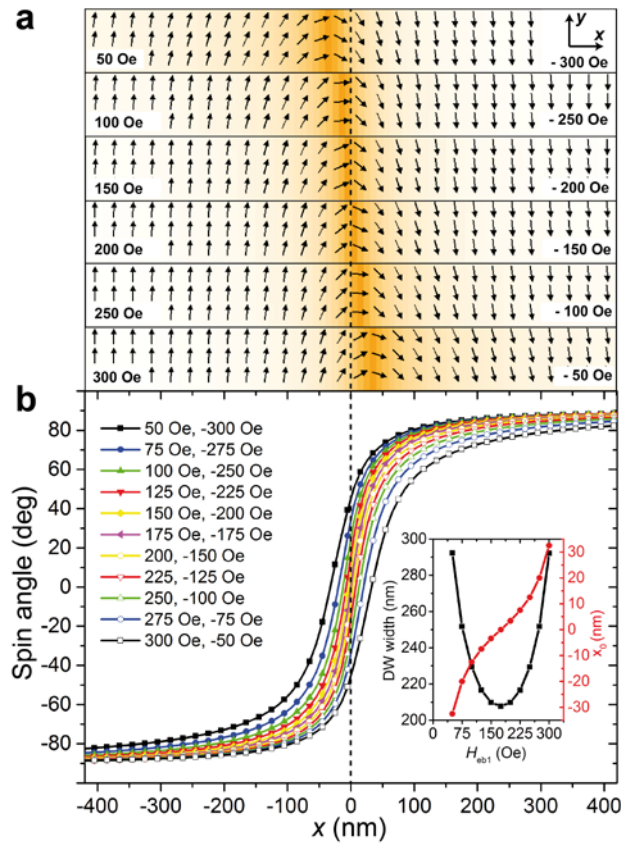 a
y
x
50 Oe
- 300 Oe
100 Oe
- 250 Oe
150 Oe
- 200 Oe
200 Oe
- 150 Oe
250 Oe
- 100 Oe
300 Oe
- 50 Oe
b
Spin angle (deg)
80
60
40
20
0
-20
-40
-60
-80
50 Oe, -300 Oe
75 Oe, -275 Oe
100 Oe, -250 Oe
125 Oe, -225 Oe
150 Oe, -200 Oe
175 Oe, -175 Oe
200, -150 Oe
225, -125 Oe
250, -100 Oe
275 Oe, -75 Oe
300 Oe, -50 Oe
DW width (nm)
300
280
260
240
220
200
30
20
10
0
-10
-20
-30
x0 (nm)
0 75 150 225 300
Heb1 (Oe)
-400 -300 -200 -100 0 100 200 300 400
x (nm)